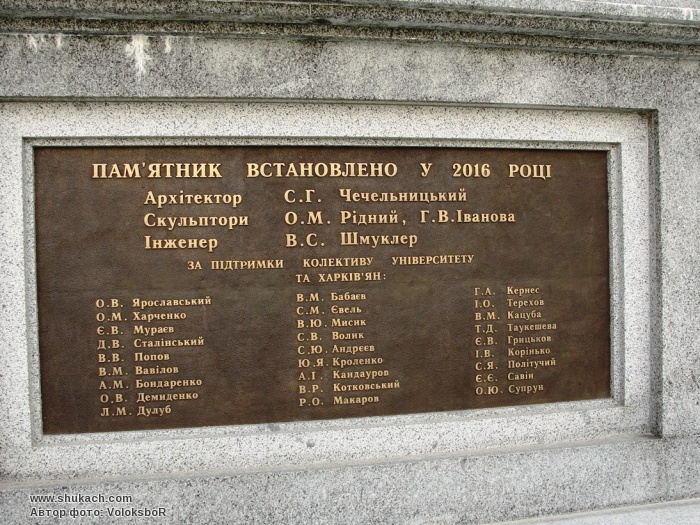 ПАМ'ЯТНИК ВСТАНОВЛЕНО У 2016 РОЦІ
Архітектор С.Г. Чечельницький
Скульптори О.М. Рідний, Г.В.Іванова
Інженер В.С. Шмуклер
ЗА ПІДТРИМКИ КОЛЕКТИВУ УНІВЕРСИТЕТУ
ТА ХАРКІВ'ЯН:
О.В. Ярославський
О.М. Харченко
Є.В. Мураєв
Д.В. Сталінський
В.В. Попов
В.М. Вавілов
А.М. Бондаренко
О.В. Демиденко
Л.М. Дулуб
В.М. Бабаєв
С.М. Євель
В.Ю. Мисик
С.В. Волик
С.Ю. Андрєєв
Ю.Я. Кроленко
А.І. Кандауров
В.Р. Котковський
Р.О. Макаров
Г.А. Кернес
І.О. Терехов
В.М. Кацуба
Т.Д. Таукешева
Є.В. Грицьков
І.В. Корінько
С.Я. Політучий
Є.Є. Савін
О.Ю. Супрун
www.shukach.com
Автор фото: VoloksboR